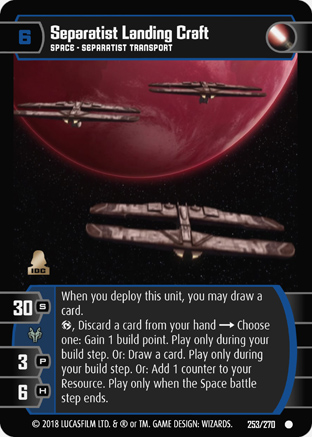 6
Separatist Landing Craft
SPACE - SEPARATIST TRANSPORT
IDC
30 S
3 P
6 H
When you deploy this unit, you may draw a
card.
, Discard a card from your hand → Choose
one: Gain 1 build point. Play only during your
build step. Or: Draw a card. Play only during
your build step. Or: Add 1 counter to your
Resource. Play only when the Space battle
step ends.
© 2018 LUCASFILM LTD. & ® or TM. GAME DESIGN: WIZARDS. 253/270